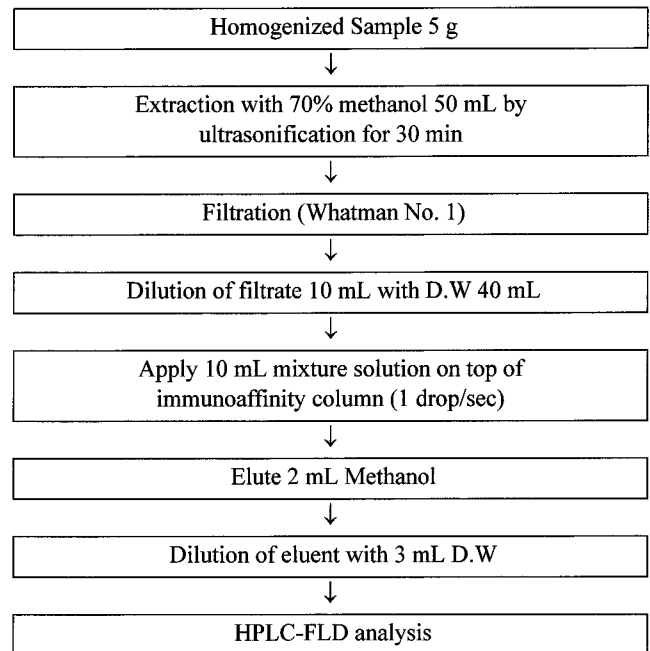 Homogenized Sample 5 g
↓
Extraction with 70% methanol 50 mL by
ultrasonification for 30 min
↓
Filtration (Whatman No. 1)
↓
Dilution of filtrate 10 mL with D.W 40 mL
↓
Apply 10 mL mixture solution on top of
immunoaffinity column (1 drop/sec)
↓
Elute 2 mL Methanol
↓
Dilution of eluent with 3 mL D.W
↓
HPLC-FLD analysis